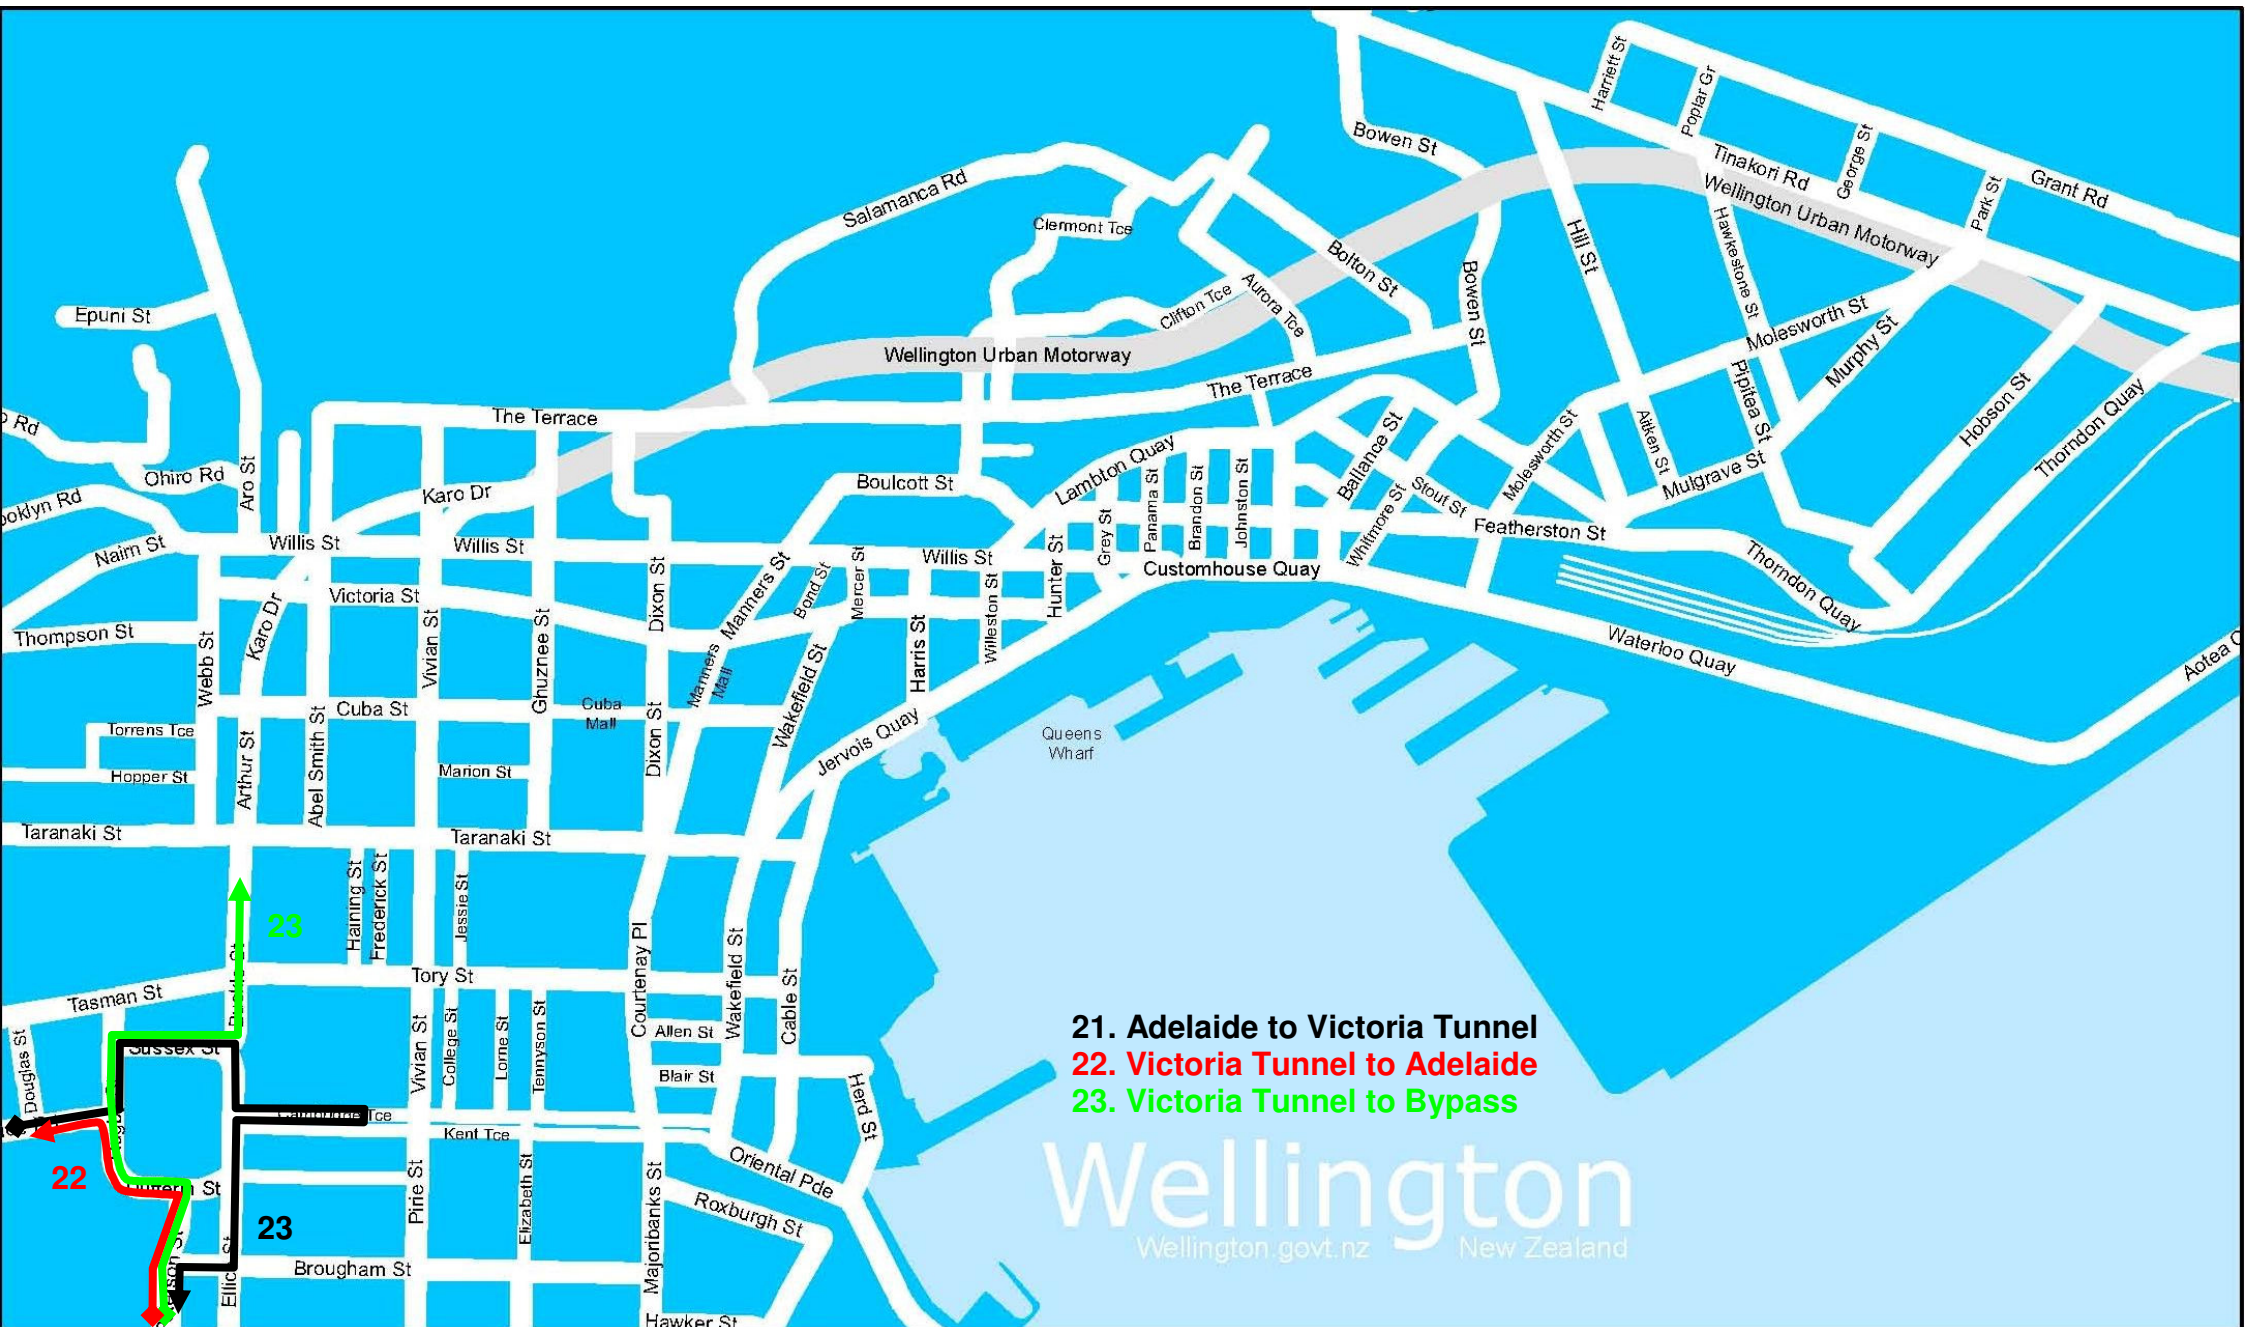 Harriett St
Poplar Gr
Bowen St
Tinakori Rd
George St
Grant Rd
Park St
Salamanca Rd
Wellington Urban Motorway
Clermont Tce
Hill St
Hawkestone St
Bolton St
Bowen St
Epuni St
Clifton Tce
Aurora Tce
Molesworth St
Murphy St
Wellington Urban Motorway
The Terrace
Pipitea St
Hobson St
Thorndon Quay
The Terrace
Rd
Ballance St
Molesworth St
Aitken St
Lambton Quay
Ohiro Rd
Aro St
Karo Dr
Boulcott St
Panama St
Brandon St
Johnston St
Stout St
Mulgrave St
Whitmore St
Featherston St
Nairn St
Willis St
Willis St
Willis St
Grey St
Hunter St
Customhouse Quay
Thorndon Quay
Manners St
Bond St
Mercer St
Victoria St
Dixon St
Karo Dr
Thompson St
Webb St
Vivian St
Ghuznee St
Harris St
Willeston St
Waterloo Quay
Aotea
Manners
Mall
Wakefield St
Cuba St
Cuba
Mall
Dixon St
Torrens Tce
Hopper St
Arthur St
Abel Smith St
Marion St
Jervois Quay
Queens
Wharf
Taranaki St
Taranaki St
Haining St
Frederick St
Jessie St
23
Courtenay Pl
Wakefield St
Cable St
Tasman St
Tory St
Douglas St
Sussex St
Vivian St
College St
Lorne St
Tennyson St
Allen St
Blair St
Herd St
21. Adelaide to Victoria Tunnel
22. Victoria Tunnel to Adelaide
23. Victoria Tunnel to Bypass
Cambridge Tce
Kent Tce
Oriental Pde
22
Dufferin St
Pirie St
Elizabeth St
Majoribanks St
Roxburgh St
Wellington
Wellington.govt.nz
New Zealand
23
Brougham St
Hawker St